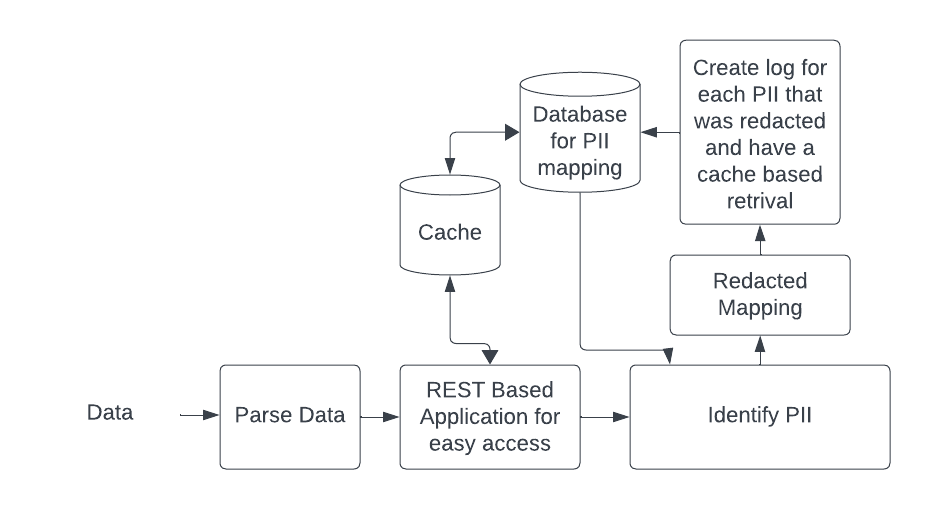 Create log for
each PII that
was redacted
and have a
cache based
retrival
Database
for PII
mapping
Cache
Redacted
Mapping
Data
Parse Data
REST Based
Application for
easy access
Identify PII